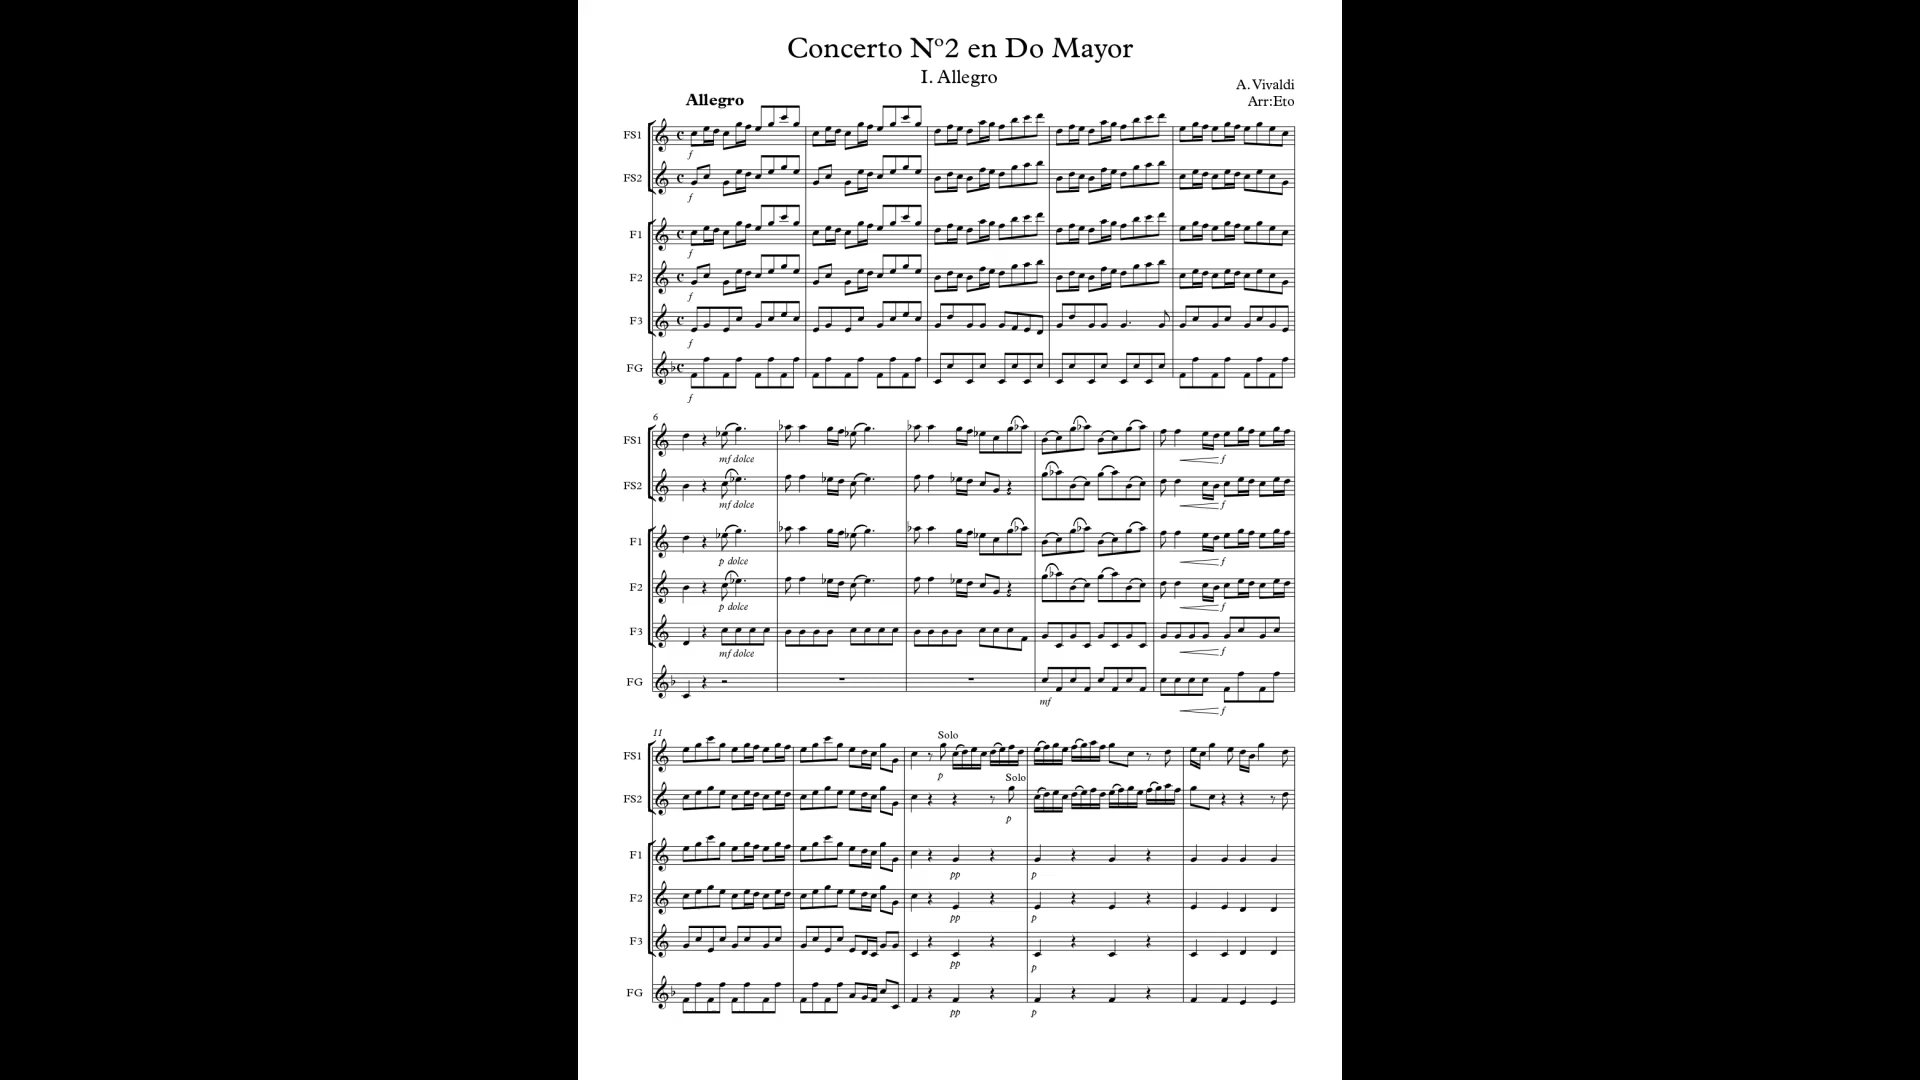 Concerto Nº2 en Do Mayor
I. Allegro
A. Vivaldi
Arr:Eto
Allegro
FS1
f
FS2
f
F1
f
F2
f
F3
f
FG
f
6
FS1
mf dolce
f
FS2
mf dolce
f
F1
p dolce
f
F2
p dolce
f
F3
mf dolce
f
FG
mf
f
11
Solo
FS1
p
Solo
FS2
p
F1
pp p
F2
pp p
F3
pp p
FG
pp p